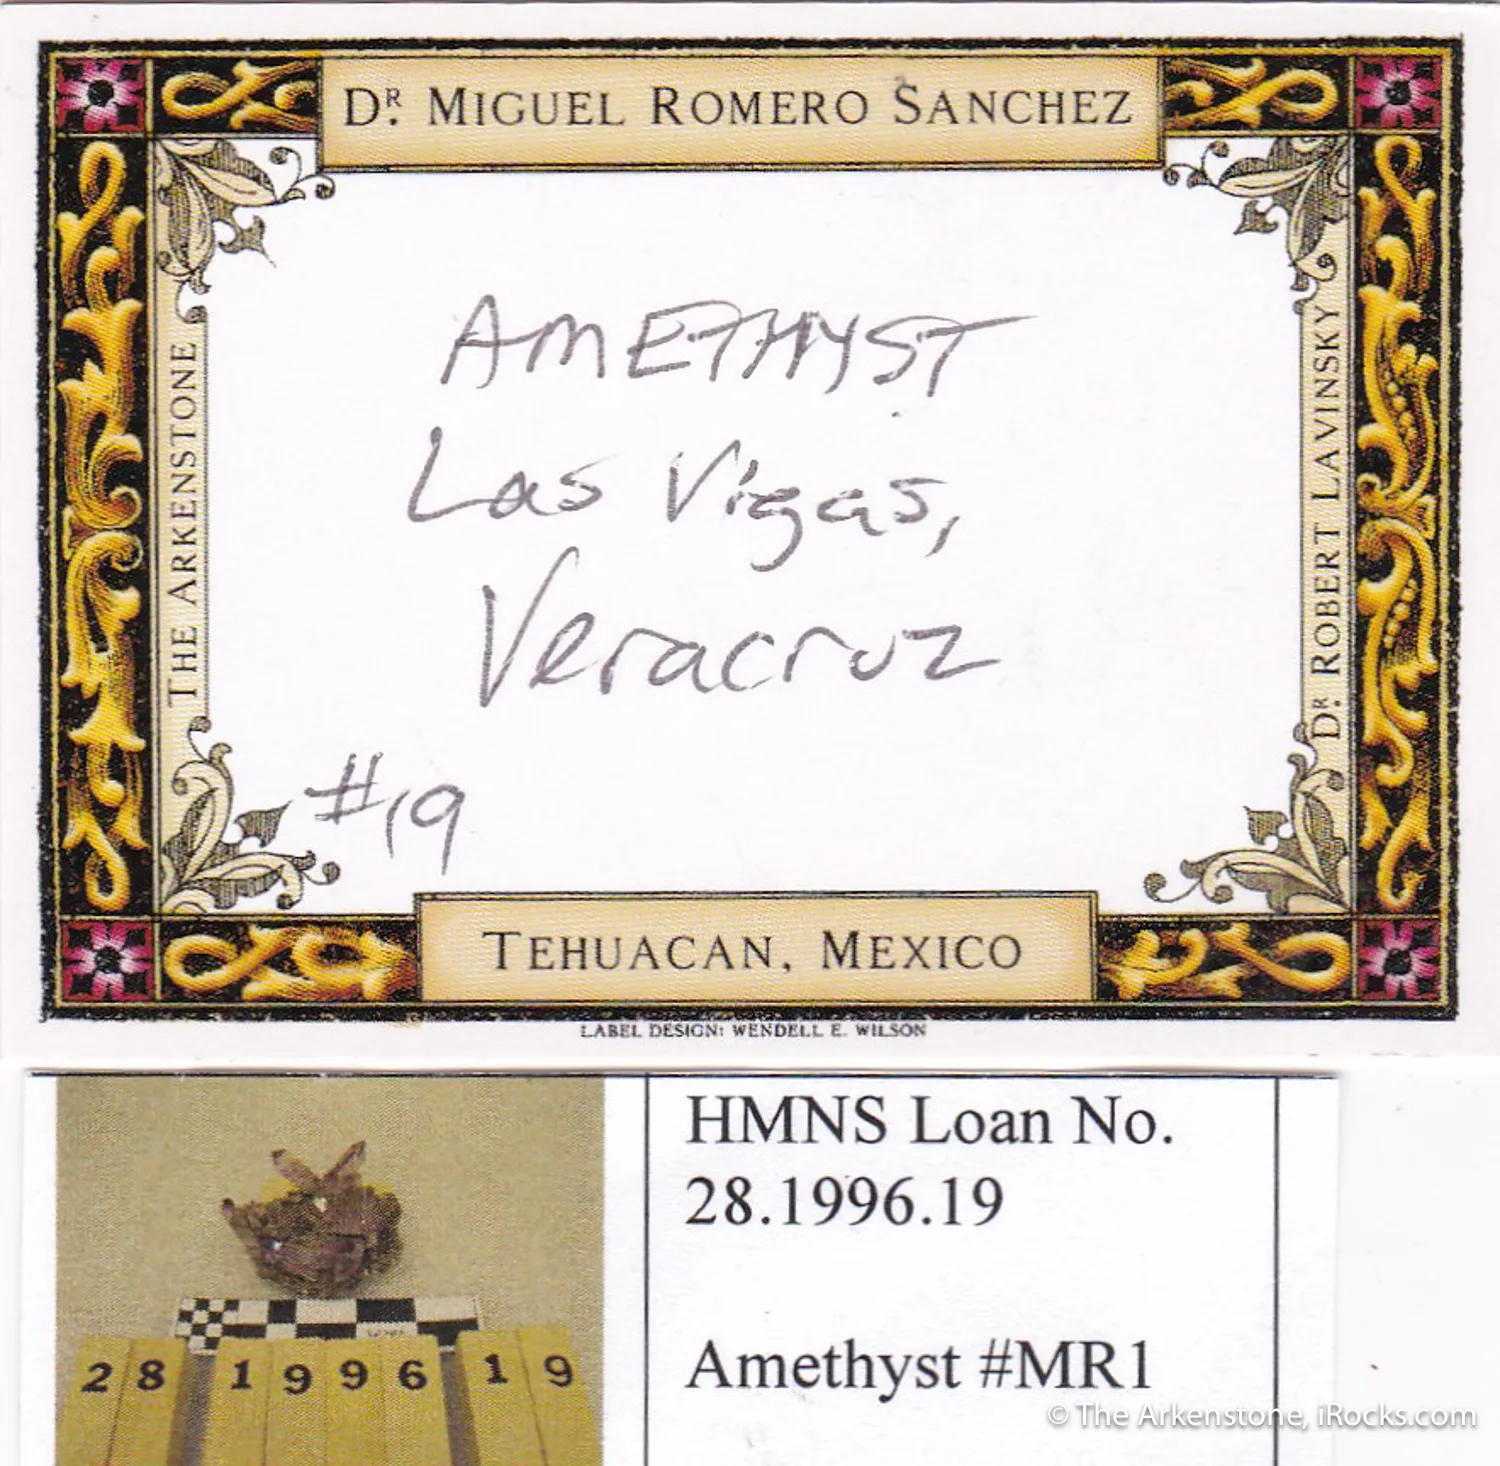 DR. MIGUEL ROMERO SANCHEZ
THE ARKENSTONE
DR ROBERT LAVINSKY
AMETHYST
Las Vigas,
Veracruz
#19
TEHUACAN, MEXICO
LABEL DESIGN: WENDELL E. WILSON
HMNS Loan No.
28.1996.19
Amethyst #MR1
28 1996 19
© The Arkenstone, iRocks.com